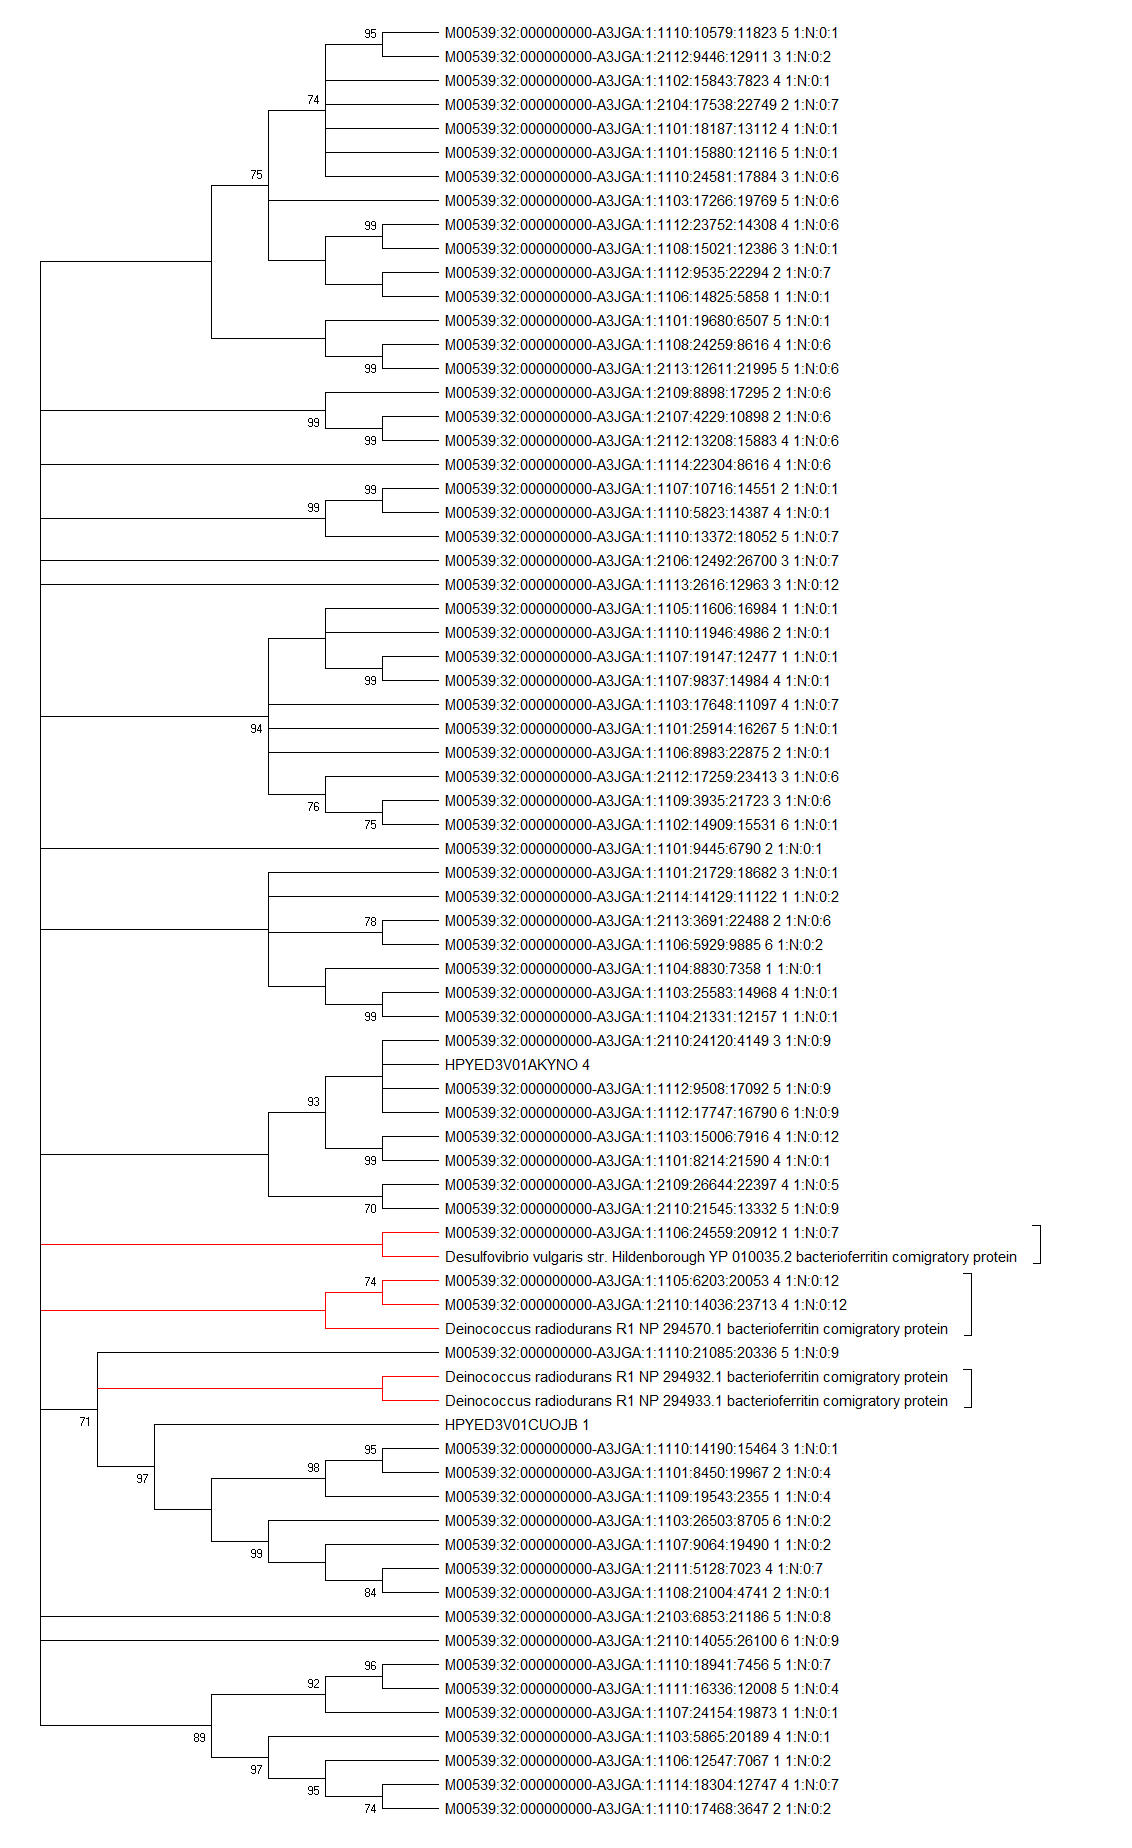 95
M00539:32:000000000-A3JGA:1:1110:10579:11823 5 1:N:0:1
M00539:32:000000000-A3JGA:1:2112:9446:12911 3 1:N:0:2
M00539:32:000000000-A3JGA:1:1102:15843:7823 4 1:N:0:1
74
M00539:32:000000000-A3JGA:1:2104:17538:22749 2 1:N:0:7
M00539:32:000000000-A3JGA:1:1101:18187:13112 4 1:N:0:1
M00539:32:000000000-A3JGA:1:1101:15880:12116 5 1:N:0:1
75
M00539:32:000000000-A3JGA:1:1110:24581:17884 3 1:N:0:6
M00539:32:000000000-A3JGA:1:1103:17266:19769 5 1:N:0:6
99
M00539:32:000000000-A3JGA:1:1112:23752:14308 4 1:N:0:6
M00539:32:000000000-A3JGA:1:1108:15021:12386 3 1:N:0:1
M00539:32:000000000-A3JGA:1:1112:9535:22294 2 1:N:0:7
M00539:32:000000000-A3JGA:1:1106:14825:5858 1 1:N:0:1
M00539:32:000000000-A3JGA:1:1101:19680:6507 5 1:N:0:1
M00539:32:000000000-A3JGA:1:1108:24259:8616 4 1:N:0:6
99
M00539:32:000000000-A3JGA:1:2113:12611:21995 5 1:N:0:6
M00539:32:000000000-A3JGA:1:2109:8898:17295 2 1:N:0:6
99
M00539:32:000000000-A3JGA:1:2107:4229:10898 2 1:N:0:6
99
M00539:32:000000000-A3JGA:1:2112:13208:15883 4 1:N:0:6
M00539:32:000000000-A3JGA:1:1114:22304:8616 4 1:N:0:6
99
M00539:32:000000000-A3JGA:1:1107:10716:14551 2 1:N:0:1
99
M00539:32:000000000-A3JGA:1:1110:5823:14387 4 1:N:0:1
M00539:32:000000000-A3JGA:1:1110:13372:18052 5 1:N:0:7
M00539:32:000000000-A3JGA:1:2106:12492:26700 3 1:N:0:7
M00539:32:000000000-A3JGA:1:1113:2616:12963 3 1:N:0:12
M00539:32:000000000-A3JGA:1:1105:11606:16984 1 1:N:0:1
M00539:32:000000000-A3JGA:1:1110:11946:4986 2 1:N:0:1
M00539:32:000000000-A3JGA:1:1107:19147:12477 1 1:N:0:1
99
M00539:32:000000000-A3JGA:1:1107:9837:14984 4 1:N:0:1
M00539:32:000000000-A3JGA:1:1103:17648:11097 4 1:N:0:7
94
M00539:32:000000000-A3JGA:1:1101:25914:16267 5 1:N:0:1
M00539:32:000000000-A3JGA:1:1106:8983:22875 2 1:N:0:1
M00539:32:000000000-A3JGA:1:2112:17259:23413 3 1:N:0:6
76
M00539:32:000000000-A3JGA:1:1109:3935:21723 3 1:N:0:6
75
M00539:32:000000000-A3JGA:1:1102:14909:15531 6 1:N:0:1
M00539:32:000000000-A3JGA:1:1101:9445:6790 2 1:N:0:1
M00539:32:000000000-A3JGA:1:1101:21729:18682 3 1:N:0:1
M00539:32:000000000-A3JGA:1:2114:14129:11122 1 1:N:0:2
78
M00539:32:000000000-A3JGA:1:2113:3691:22488 2 1:N:0:6
M00539:32:000000000-A3JGA:1:1106:5929:9885 6 1:N:0:2
M00539:32:000000000-A3JGA:1:1104:8830:7358 1 1:N:0:1
M00539:32:000000000-A3JGA:1:1103:25583:14968 4 1:N:0:1
99
M00539:32:000000000-A3JGA:1:1104:21331:12157 1 1:N:0:1
M00539:32:000000000-A3JGA:1:2110:24120:4149 3 1:N:0:9
HPYED3V01AKYNO 4
M00539:32:000000000-A3JGA:1:1112:9508:17092 5 1:N:0:9
93
M00539:32:000000000-A3JGA:1:1112:17747:16790 6 1:N:0:9
M00539:32:000000000-A3JGA:1:1103:15006:7916 4 1:N:0:12
99
M00539:32:000000000-A3JGA:1:1101:8214:21590 4 1:N:0:1
M00539:32:000000000-A3JGA:1:2109:26644:22397 4 1:N:0:5
70
M00539:32:000000000-A3JGA:1:2110:21545:13332 5 1:N:0:9
M00539:32:000000000-A3JGA:1:1106:24559:20912 1 1:N:0:7
Desulfovibrio vulgaris str. Hildenborough YP 010035.2 bacterioferritin comigratory protein
74
M00539:32:000000000-A3JGA:1:1105:6203:20053 4 1:N:0:12
M00539:32:000000000-A3JGA:1:2110:14036:23713 4 1:N:0:12
Deinococcus radiodurans R1 NP 294570.1 bacterioferritin comigratory protein
M00539:32:000000000-A3JGA:1:1110:21085:20336 5 1:N:0:9
Deinococcus radiodurans R1 NP 294932.1 bacterioferritin comigratory protein
Deinococcus radiodurans R1 NP 294933.1 bacterioferritin comigratory protein
71
HPYED3V01CUOJB 1
95
M00539:32:000000000-A3JGA:1:1110:14190:15464 3 1:N:0:1
98
M00539:32:000000000-A3JGA:1:1101:8450:19967 2 1:N:0:4
97
M00539:32:000000000-A3JGA:1:1109:19543:2355 1 1:N:0:4
M00539:32:000000000-A3JGA:1:1103:26503:8705 6 1:N:0:2
99
M00539:32:000000000-A3JGA:1:1107:9064:19490 1 1:N:0:2
M00539:32:000000000-A3JGA:1:2111:5128:7023 4 1:N:0:7
84
M00539:32:000000000-A3JGA:1:1108:21004:4741 2 1:N:0:1
M00539:32:000000000-A3JGA:1:2103:6853:21186 5 1:N:0:8
M00539:32:000000000-A3JGA:1:2110:14055:26100 6 1:N:0:9
96
M00539:32:000000000-A3JGA:1:1110:18941:7456 5 1:N:0:7
92
M00539:32:000000000-A3JGA:1:1111:16336:12008 5 1:N:0:4
M00539:32:000000000-A3JGA:1:1107:24154:19873 1 1:N:0:1
89
M00539:32:000000000-A3JGA:1:1103:5865:20189 4 1:N:0:1
M00539:32:000000000-A3JGA:1:1106:12547:7067 1 1:N:0:2
97
M00539:32:000000000-A3JGA:1:1114:18304:12747 4 1:N:0:7
95
M00539:32:000000000-A3JGA:1:1110:17468:3647 2 1:N:0:2
74